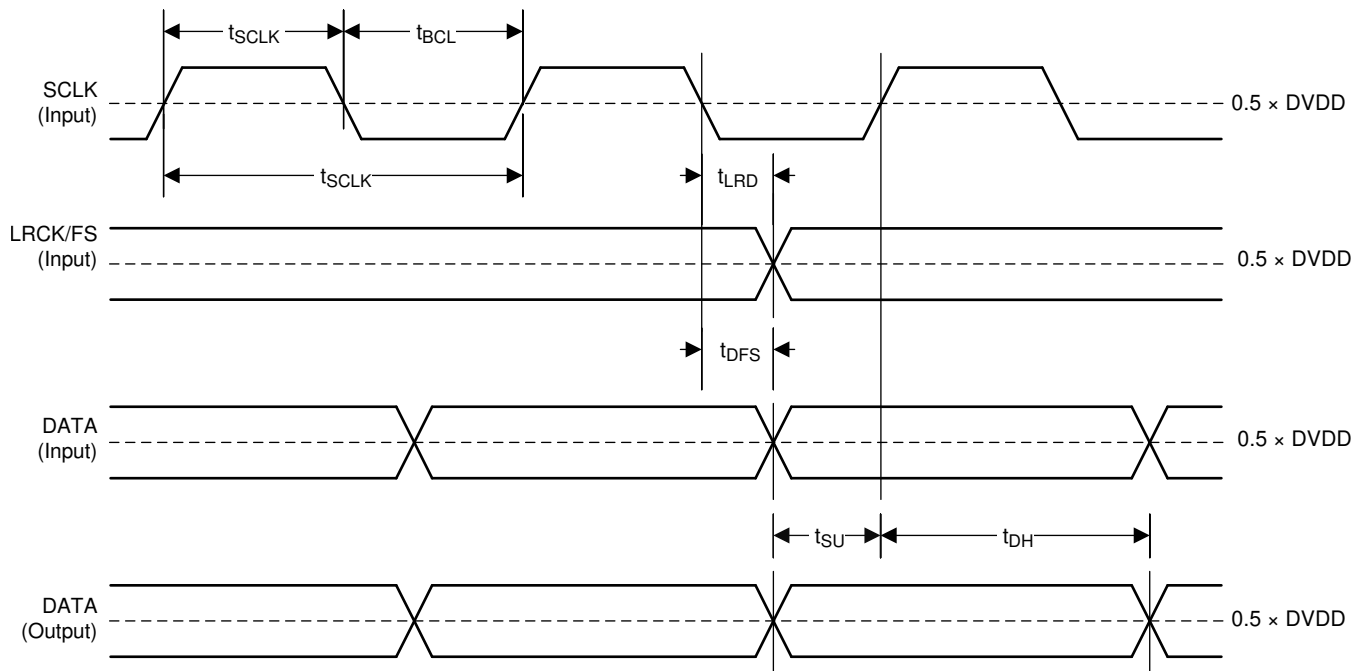 tSCLK
tBCL
SCLK
(Input)
0.5 × DVDD
tSCLK
tLRD
LRCK/FS
(Input)
0.5 × DVDD
tDFS
DATA
(Input)
0.5 × DVDD
tSU
tDH
DATA
(Output)
0.5 × DVDD